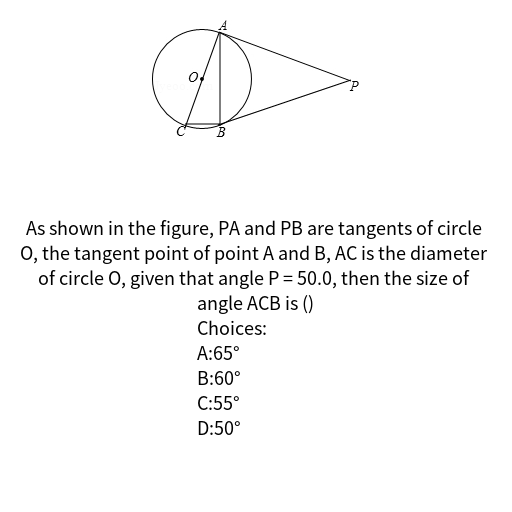 A
O
P
C
B
As shown in the figure, PA and PB are tangents of circle
O, the tangent point of point A and B, AC is the diameter
of circle O, given that angle P = 50.0, then the size of
angle ACB is ()
Choices:
A:65°
B:60°
C:55°
D:50°